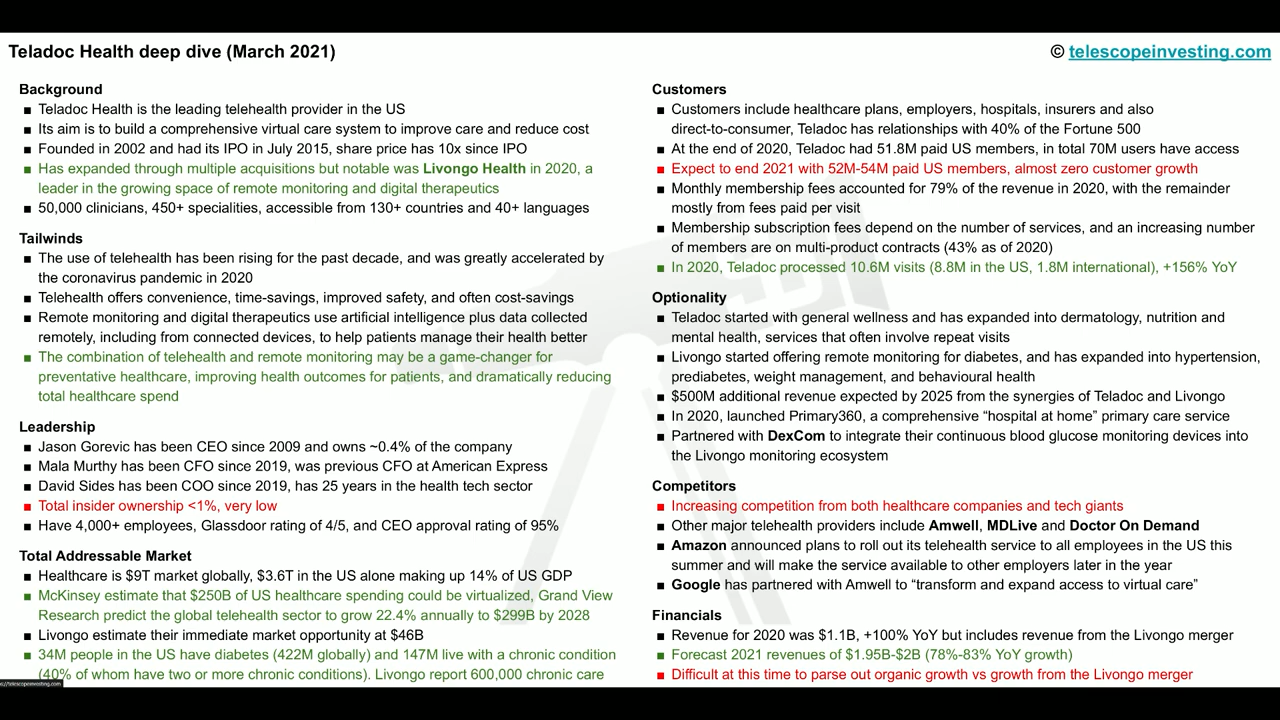 Teladoc Health deep dive (March 2021)
© telescopeinvesting.com
Background
■ Teladoc Health is the leading telehealth provider in the US
■ Its aim is to build a comprehensive virtual care system to improve care and reduce cost
■ Founded in 2002 and had its IPO in July 2015, share price has 10x since IPO
■ Has expanded through multiple acquisitions but notable was Livongo Health in 2020, a
leader in the growing space of remote monitoring and digital therapeutics
■ 50,000 clinicians, 450+ specialities, accessible from 130+ countries and 40+ languages
Tailwinds
■ The use of telehealth has been rising for the past decade, and was greatly accelerated by
the coronavirus pandemic in 2020
■ Telehealth offers convenience, time-savings, improved safety, and often cost-savings
■ Remote monitoring and digital therapeutics use artificial intelligence plus data collected
remotely, including from connected devices, to help patients manage their health better
■ The combination of telehealth and remote monitoring may be a game-changer for
preventative healthcare, improving health outcomes for patients, and dramatically reducing
total healthcare spend
Leadership
■ Jason Gorevic has been CEO since 2009 and owns ~0.4% of the company
■ Mala Murthy has been CFO since 2019, was previous CFO at American Express
■ David Sides has been COO since 2019, has 25 years in the health tech sector
■ Total insider ownership <1%, very low
■ Have 4,000+ employees, Glassdoor rating of 4/5, and CEO approval rating of 95%
Total Addressable Market
■ Healthcare is $9T market globally, $3.6T in the US alone making up 14% of US GDP
■ McKinsey estimate that $250B of US healthcare spending could be virtualized, Grand View
Research predict the global telehealth sector to grow 22.4% annually to $299B by 2028
■ Livongo estimate their immediate market opportunity at $46B
■ 34M people in the US have diabetes (422M globally) and 147M live with a chronic condition
(40% of whom have two or more chronic conditions). Livongo report 600,000 chronic care
Customers
■ Customers include healthcare plans, employers, hospitals, insurers and also
direct-to-consumer, Teladoc has relationships with 40% of the Fortune 500
■ At the end of 2020, Teladoc had 51.8M paid US members, in total 70M users have access
■ Expect to end 2021 with 52M-54M paid US members, almost zero customer growth
■ Monthly membership fees accounted for 79% of the revenue in 2020, with the remainder
mostly from fees paid per visit
■ Membership subscription fees depend on the number of services, and an increasing number
of members are on multi-product contracts (43% as of 2020)
■ In 2020, Teladoc processed 10.6M visits (8.8M in the US, 1.8M international), +156% YoY
Optionality
■ Teladoc started with general wellness and has expanded into dermatology, nutrition and
mental health, services that often involve repeat visits
■ Livongo started offering remote monitoring for diabetes, and has expanded into hypertension,
prediabetes, weight management, and behavioural health
■ $500M additional revenue expected by 2025 from the synergies of Teladoc and Livongo
■ In 2020, launched Primary360, a comprehensive “hospital at home” primary care service
■ Partnered with DexCom to integrate their continuous blood glucose monitoring devices into
the Livongo monitoring ecosystem
Competitors
■ Increasing competition from both healthcare companies and tech giants
■ Other major telehealth providers include Amwell, MDLive and Doctor On Demand
■ Amazon announced plans to roll out its telehealth service to all employees in the US this
summer and will make the service available to other employers later in the year
■ Google has partnered with Amwell to “transform and expand access to virtual care”
Financials
■ Revenue for 2020 was $1.1B, +100% YoY but includes revenue from the Livongo merger
■ Forecast 2021 revenues of $1.95B-$2B (78%-83% YoY growth)
■ Difficult at this time to parse out organic growth vs growth from the Livongo merger
s://telescopeinvesting.com